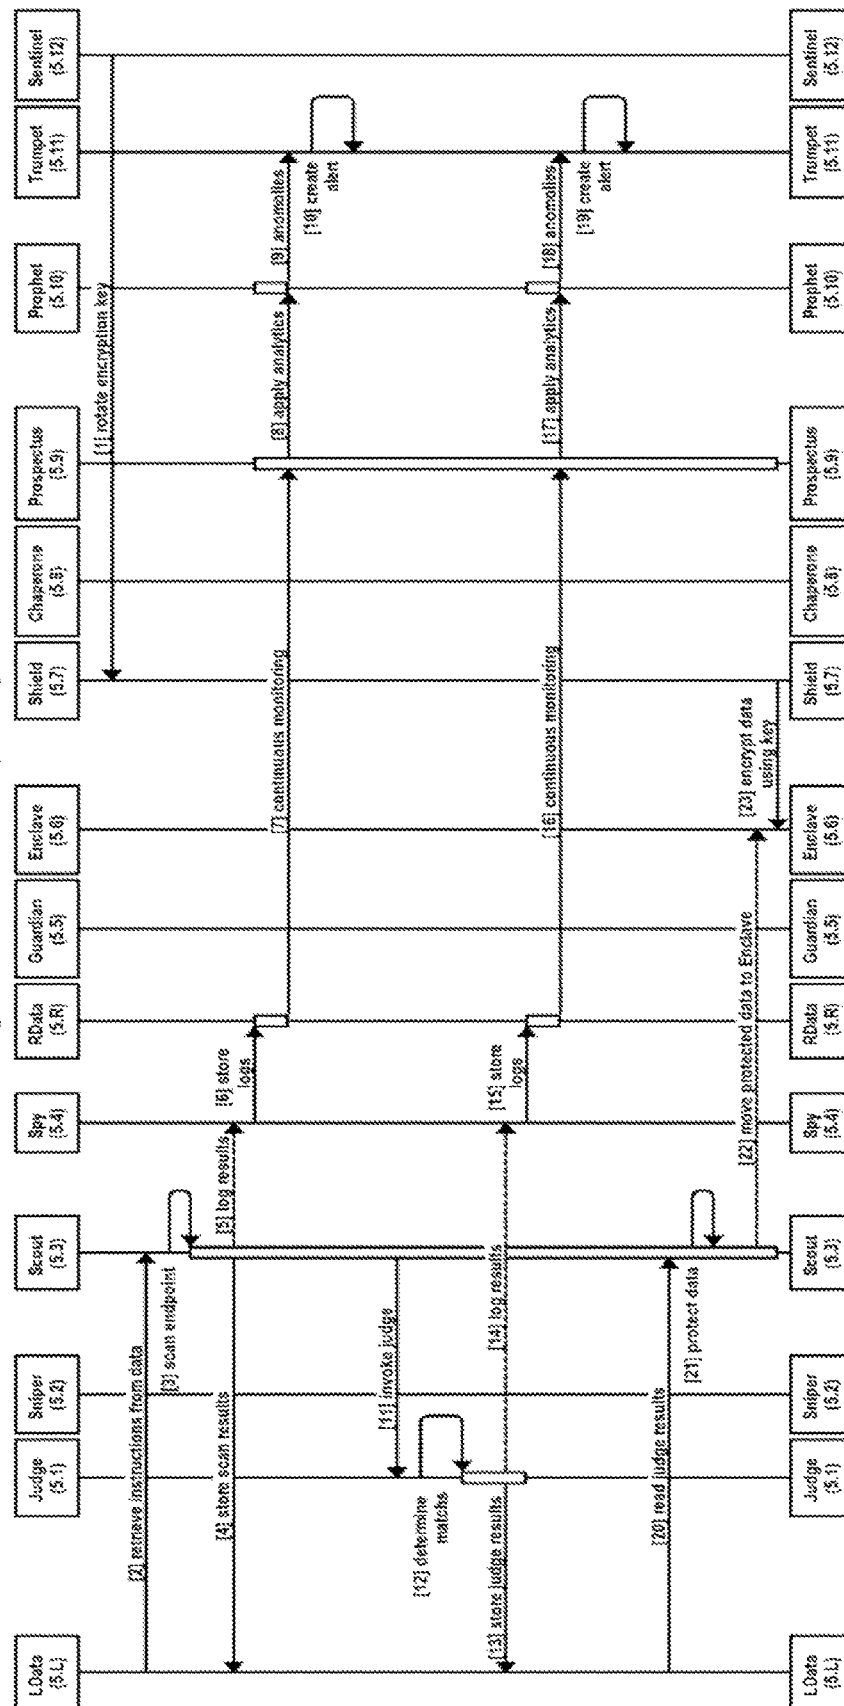 LData
(5.L)
Judge
(5.1)
Sniper
(5.2)
Scout
(5.3)
Spy
(5.4)
RData
(5.R)
Guardian
(5.5)
Enclave
(5.6)
Shield
(5.7)
Chaperone
(5.8)
Prospectus
(5.9)
Prophet
(5.10)
Trumpet
(5.11)
Sentinel
(5.12)
[1] rotate encryption key
[2] retrieve instructions from data
[3] scan endpoint
[4] store scan results
[5] log results
[6] store
logs
[7] continuous monitoring
[8] apply analytics
[9] anomolies
[10] create
alert
[11] invoke judge
[12] determine
matchs
[13] store judge results
[14] log results
[15] store
logs
[16] continuous monitoring
[17] apply analytics
[18] anomolies
[19] create
alert
[20] read judge results
[21] protect data
[22] move protected data to Enclave
[23] encrypt data
using key
LData
(5.L)
Judge
(5.1)
Sniper
(5.2)
Scout
(5.3)
Spy
(5.4)
RData
(5.R)
Guardian
(5.5)
Enclave
(5.6)
Shield
(5.7)
Chaperone
(5.8)
Prospectus
(5.9)
Prophet
(5.10)
Trumpet
(5.11)
Sentinel
(5.12)